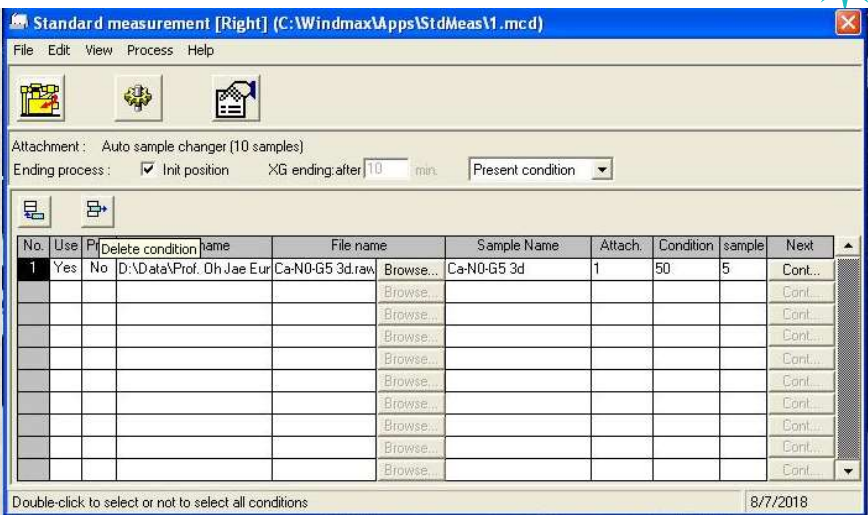 Standard measurement [Right] (C:\Windmax\Apps\StdMeas\1.mcd)
File Edit View Process Help
Attachment : Auto sample changer (10 samples)
Ending process : Init position XG ending:after 10 min. Present condition
No. Use Delete condition name File name Sample Name Attach. Condition sample Next
1 Yes No D:\Data\Prof. Oh Jae Eur Ca-N0-G5 3d.raw Browse... Ca-N0-G5 3d 1 50 5 Cont...
Browse... Cont...
Browse... Cont...
Browse... Cont...
Browse... Cont...
Browse... Cont...
Browse... Cont...
Browse... Cont...
Browse... Cont...
Browse... Cont...
Double-click to select or not to select all conditions 8/7/2018